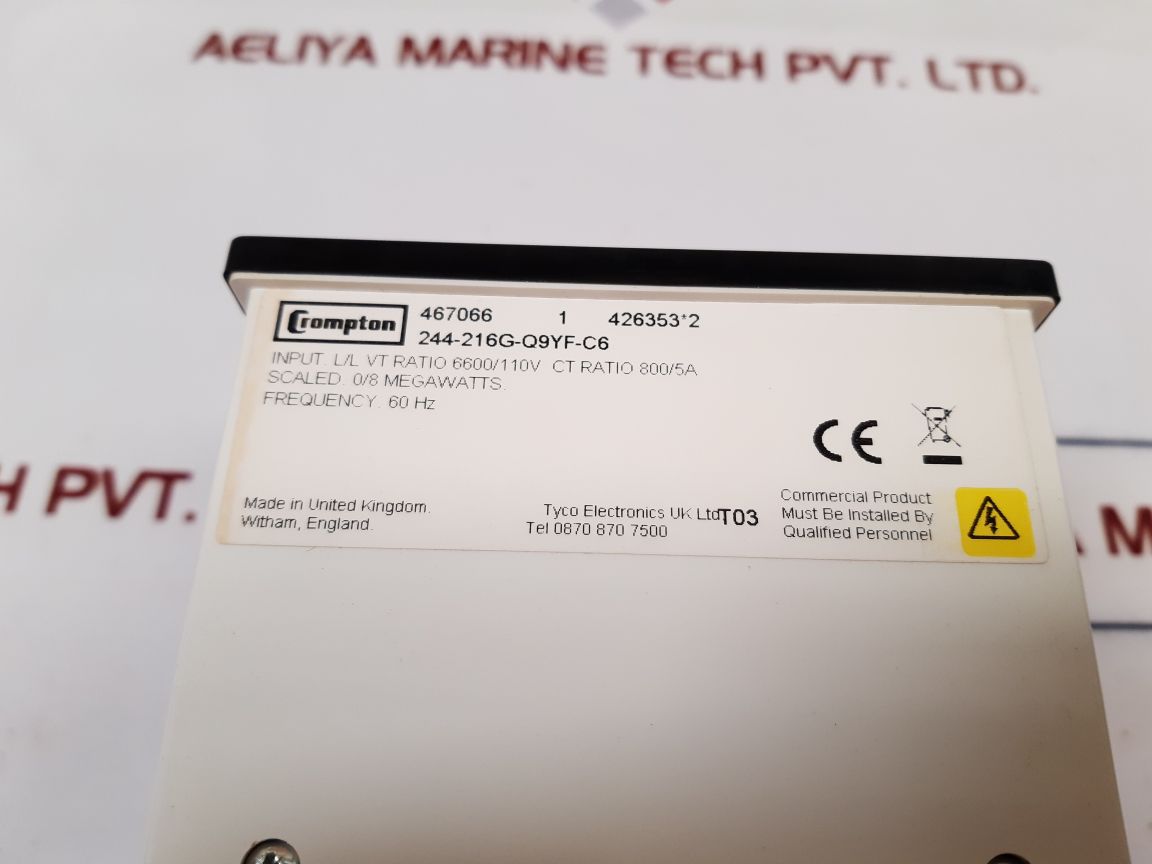 AELIYA MARINE TECH PVT. LTD.
Crompton 467066 1 426353*2
244-216G-Q9YF-C6
INPUT. L/L VT RATIO 6600/110V CT RATIO 800/5A
SCALED. 0/8 MEGAWATTS.
FREQUENCY. 60 Hz
CE
H PVT.
Made in United Kingdom.
Witham, England.
Tyco Electronics UK Ltd T03
Tel 0870 870 7500
Commercial Product
Must Be Installed By
Qualified Personnel
A M